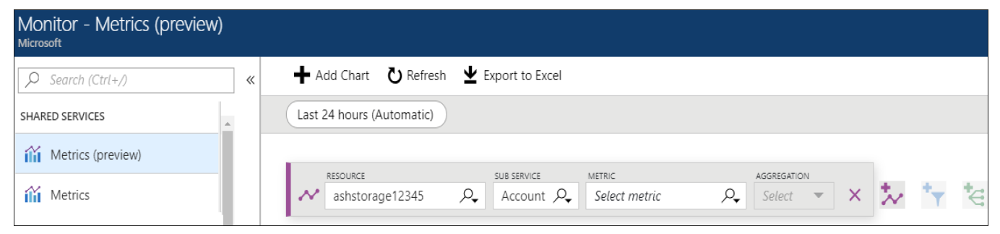 Monitor - Metrics (preview)
Microsoft
Search (Ctrl+/)
«
Add Chart Refresh Export to Excel
SHARED SERVICES
Last 24 hours (Automatic)
Metrics (preview)
RESOURCE SUB SERVICE METRIC AGGREGATION
Metrics
ashstorage12345 Account Select metric Select